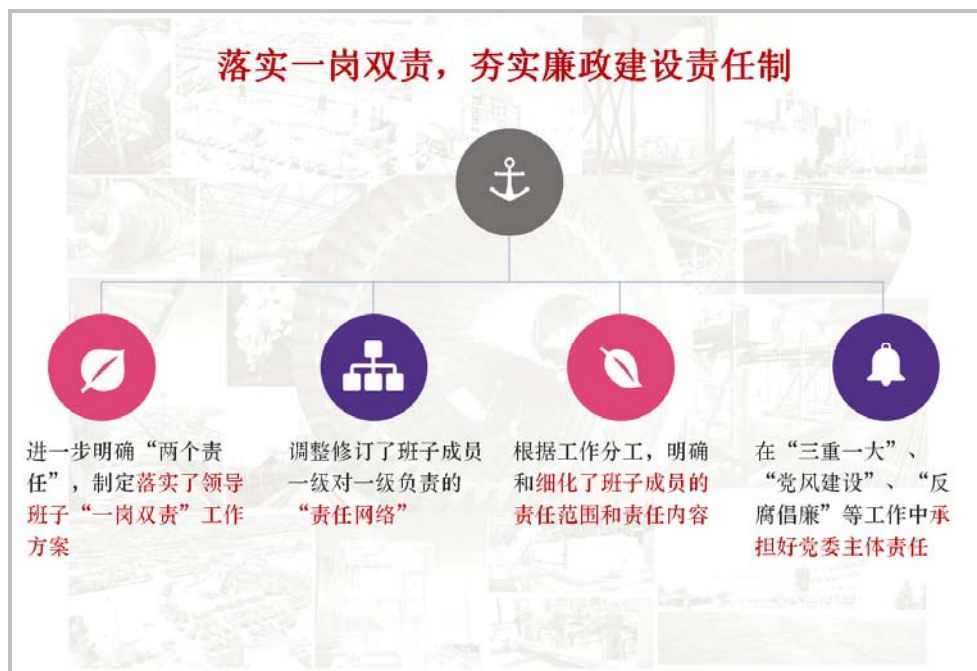 落实一岗双责，夯实廉政建设责任制
进一步明确“两个责
任”，制定落实了领导
班子“一岗双责”工作
方案
调整修订了班子成员
一级对一级负责的
“责任网络”
根据工作分工，明确
和细化了班子成员的
责任范围和责任内容
在“三重一大”、
“党风建设”、“反
腐倡廉”等工作中承
担好党委主体责任